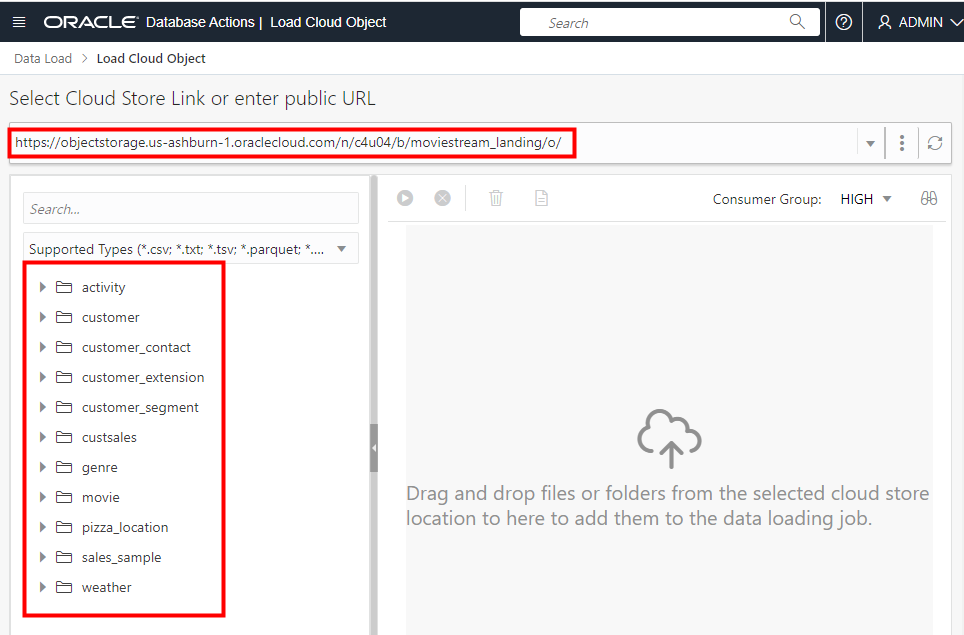 ORACLE Database Actions | Load Cloud Object Search ADMIN
Data Load > Load Cloud Object
Select Cloud Store Link or enter public URL
https://objectstorage.us-ashburn-1.oraclecloud.com/n/c4u04/b/moviestream_landing/o/
Consumer Group: HIGH
Search...
Supported Types (*.csv; *.txt; *.tsv; *.parquet; *....
activity
customer
customer_contact
customer_extension
customer_segment
custsales
genre
movie
pizza_location
sales_sample
weather
Drag and drop files or folders from the selected cloud store
location to here to add them to the data loading job.